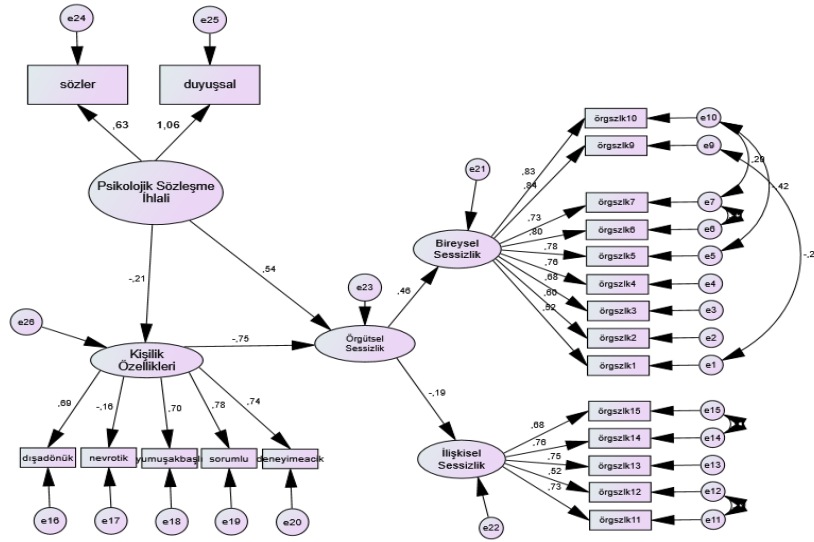 e24
e25
sözler
duyuşsal
,63
1,06
Psikolojik Sözleşme
İhlali
-,21
,54
e26
Kişilik
Özellikleri
-,75
e23
Örgütsel
Sessizlik
,46
-,19
,69
-,16
,70
,78
,74
dışadönük
nevrotik
yumuşakbaşlı
sorumlu
deneyimeacik
e16
e17
e18
e19
e20
e21
Bireysel
Sessizlik
,83
,84
,73
,80
,78
,76
,68
,60
,52
örgszlk10
örgszlk9
örgszlk7
örgszlk6
örgszlk5
örgszlk4
örgszlk3
örgszlk2
örgszlk1
e10
e9
e7
e6
e5
e4
e3
e2
e1
,20
,42
-,2
İlişkisel
Sessizlik
e22
,68
,76
,75
,52
,73
örgszlk15
örgszlk14
örgszlk13
örgszlk12
örgszlk11
e15
e14
e13
e12
e11